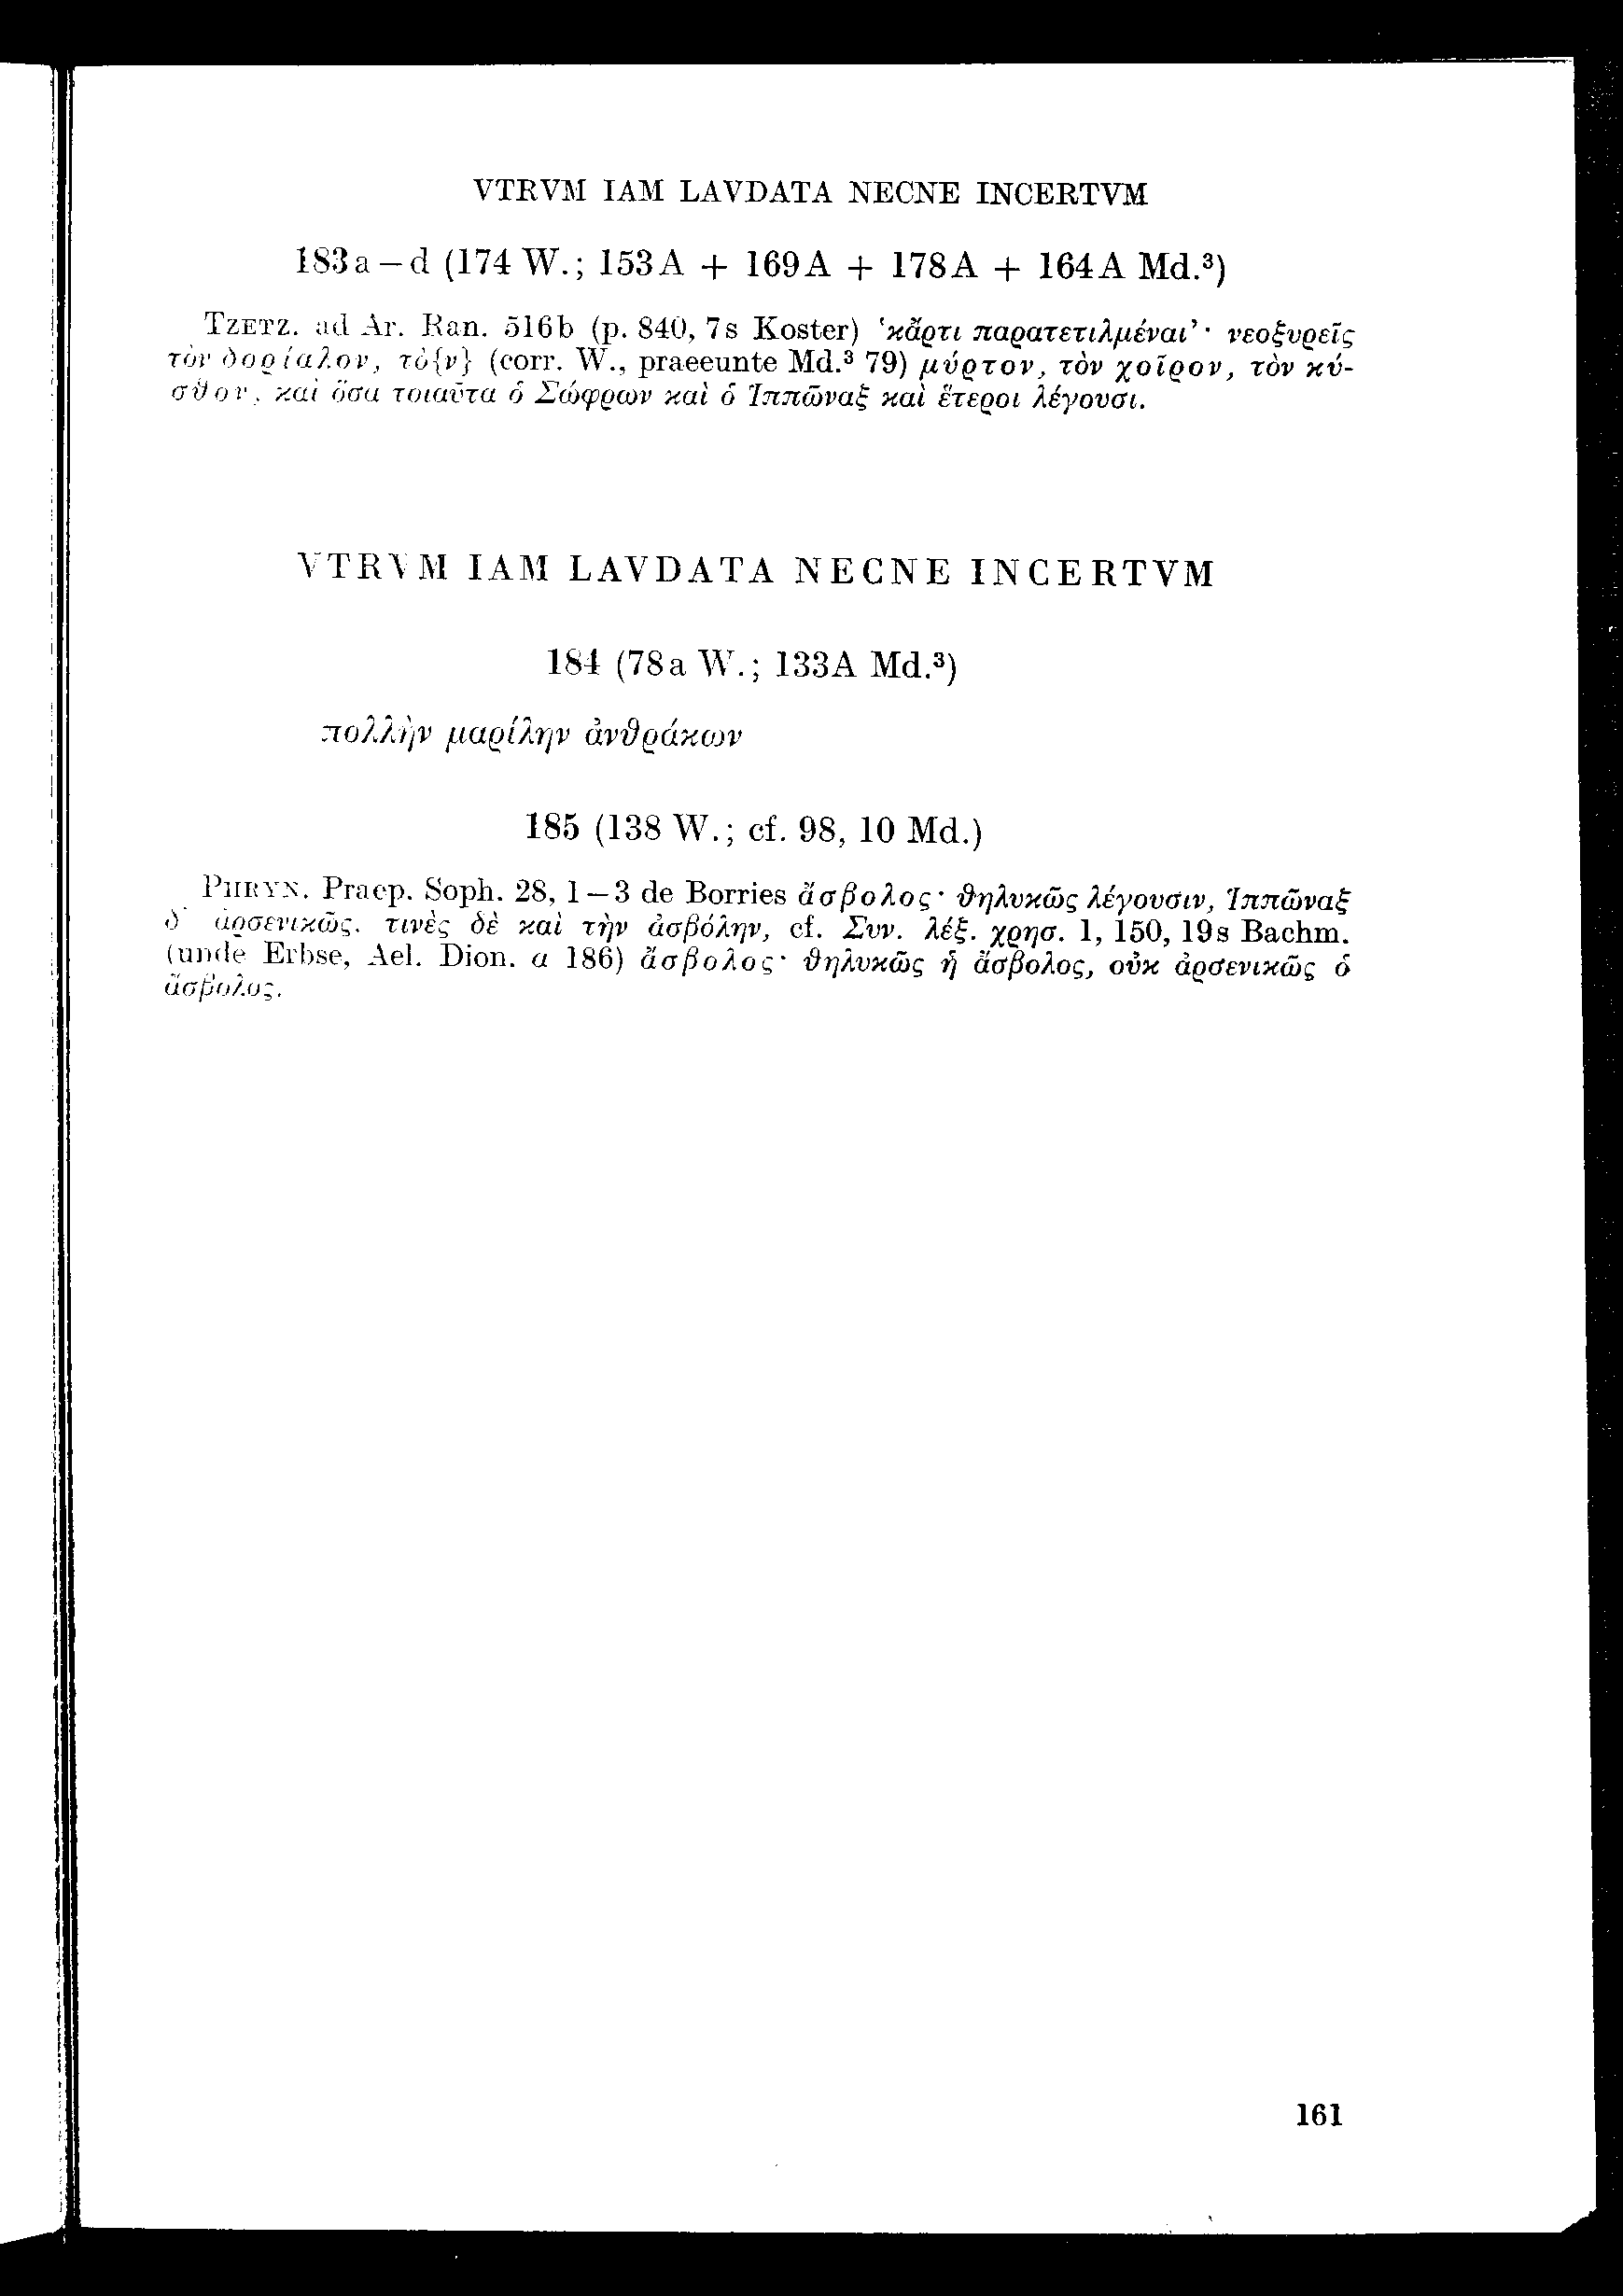 VTRVM IAM LAVDATA NECNE INCERTVM
183a – d (174 W.; 153A + 169A + 178A + 164A Md.³)
TZETZ. ad Ar. Ran. 516b (p. 840, 7s Koster) ‘κἄρτι παρατετιλμέναι’· νεοξυρεῖς
τὸν δορίαλον, τὸ{ν} (corr. W., praeeunte Md.³ 79) μύρτον, τὸν χοῖρον, τὸν κύ-
σθον, καὶ ὅσα τοιαῦτα ὁ Σώφρων καὶ ὁ Ἱππῶναξ καὶ ἕτεροι λέγουσι.
VTRVM IAM LAVDATA NECNE INCERTVM
184 (78a W.; 133A Md.³)
πολλὴν μαρίλην ἀνθράκων
185 (138 W.; cf. 98, 10 Md.)
PHRYN. Praep. Soph. 28, 1 – 3 de Borries ἄσβολος· θηλυκῶς λέγουσιν, Ἱππῶναξ
δ’ ἀρσενικῶς. τινὲς δὲ καὶ τὴν ἀσβόλην, cf. Συν. λέξ. χρησ. 1, 150, 19s Bachm.
(unde Erbse, Ael. Dion. α 186) ἄσβολος· θηλυκῶς ἡ ἄσβολος, οὐκ ἀρσενικῶς ὁ
ἄσβολος.
161